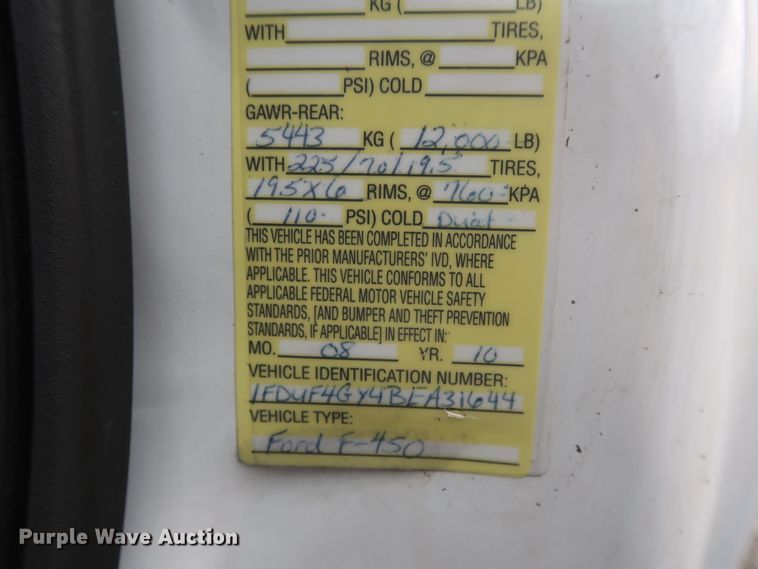 KG ( LB)
WITH TIRES,
RIMS, @ KPA
( PSI) COLD
GAWR-REAR:
5443 KG ( 12,000 LB)
WITH 225/70/19.5 TIRES,
19.5X6 RIMS, @ 760 KPA
( 110 PSI) COLD Dual
THIS VEHICLE HAS BEEN COMPLETED IN ACCORDANCE
WITH THE PRIOR MANUFACTURERS' IVD, WHERE
APPLICABLE. THIS VEHICLE CONFORMS TO ALL
APPLICABLE FEDERAL MOTOR VEHICLE SAFETY
STANDARDS, [AND BUMPER AND THEFT PREVENTION
STANDARDS, IF APPLICABLE] IN EFFECT IN:
MO. 08 YR. 10
VEHICLE IDENTIFICATION NUMBER:
1FDUF4GY4BEA31644
VEHICLE TYPE:
Ford F-450
Purple Wave Auction